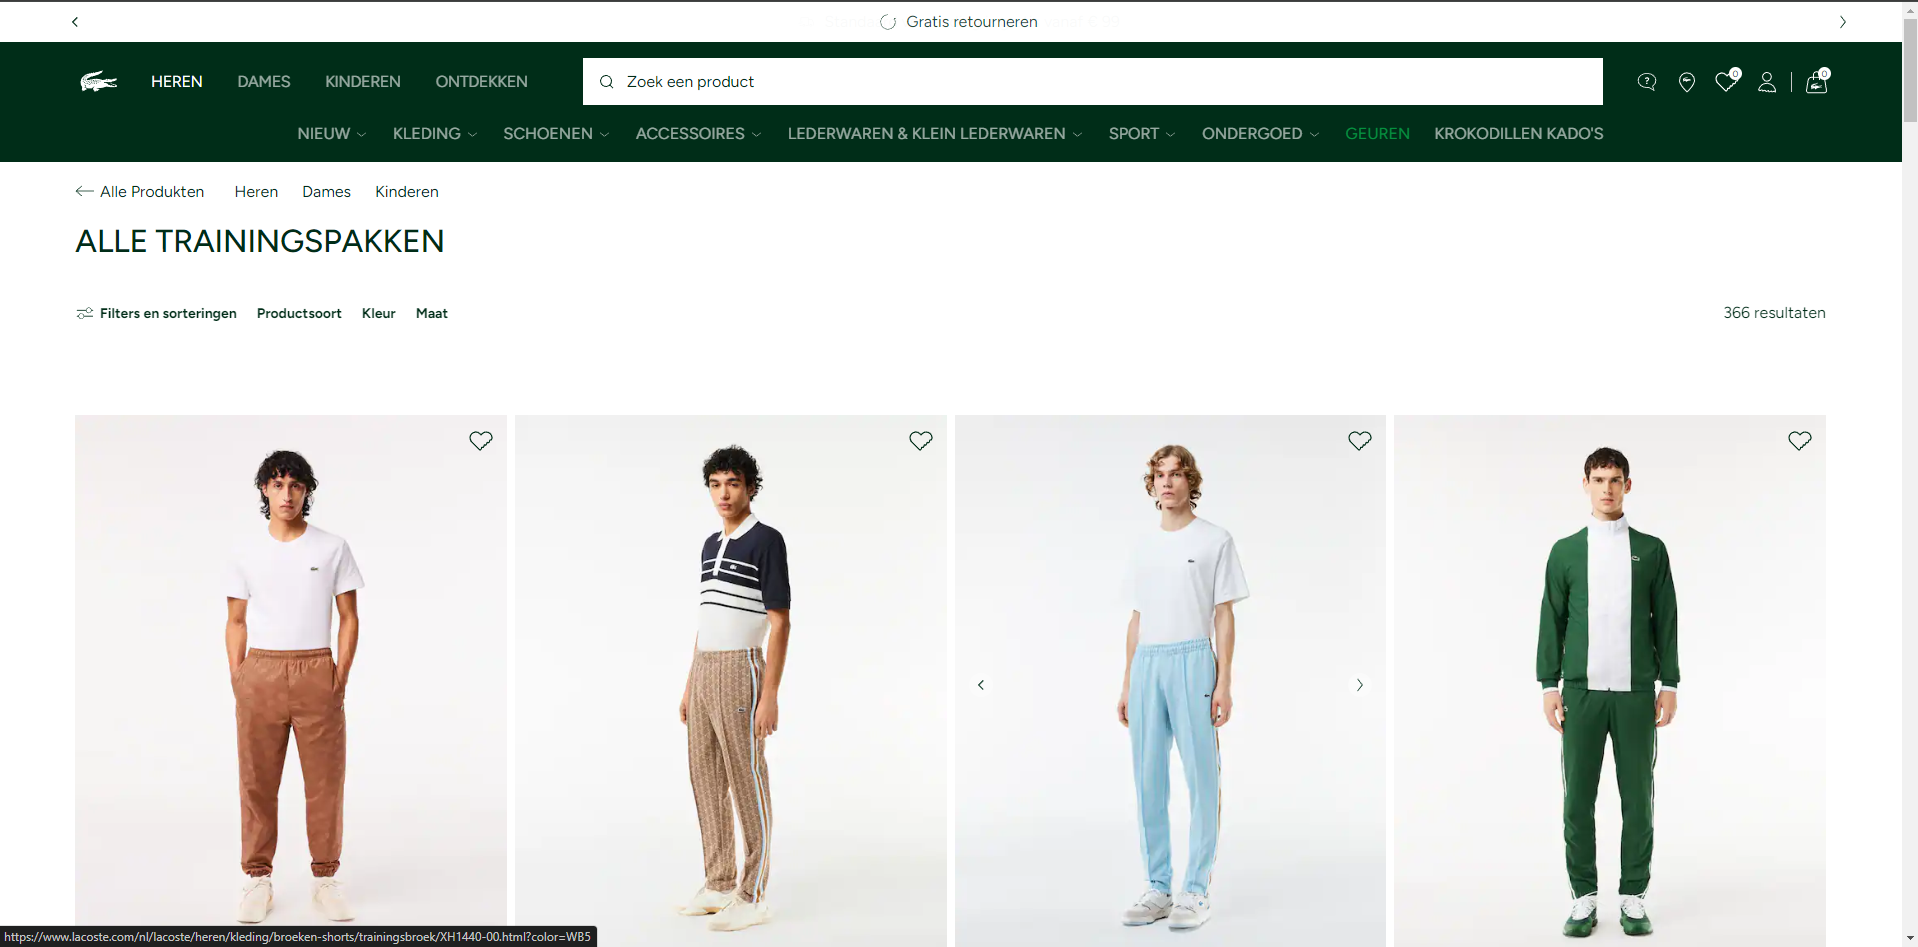 Gratis retourneren
HEREN DAMES KINDEREN ONTDEKKEN Zoek een product 0 0
NIEUW KLEDING SCHOENEN ACCESSOIRES LEDERWAREN & KLEIN LEDERWAREN SPORT ONDERGOED GEUREN KROKODILLEN KADO'S
Alle Produkten Heren Dames Kinderen
ALLE TRAININGSPAKKEN
Filters en sorteringen Productsoort Kleur Maat 366 resultaten
https://www.lacoste.com/nl/lacoste/heren/kleding/broeken-shorts/trainingsbroek/XH1440-00.html?color=WB5